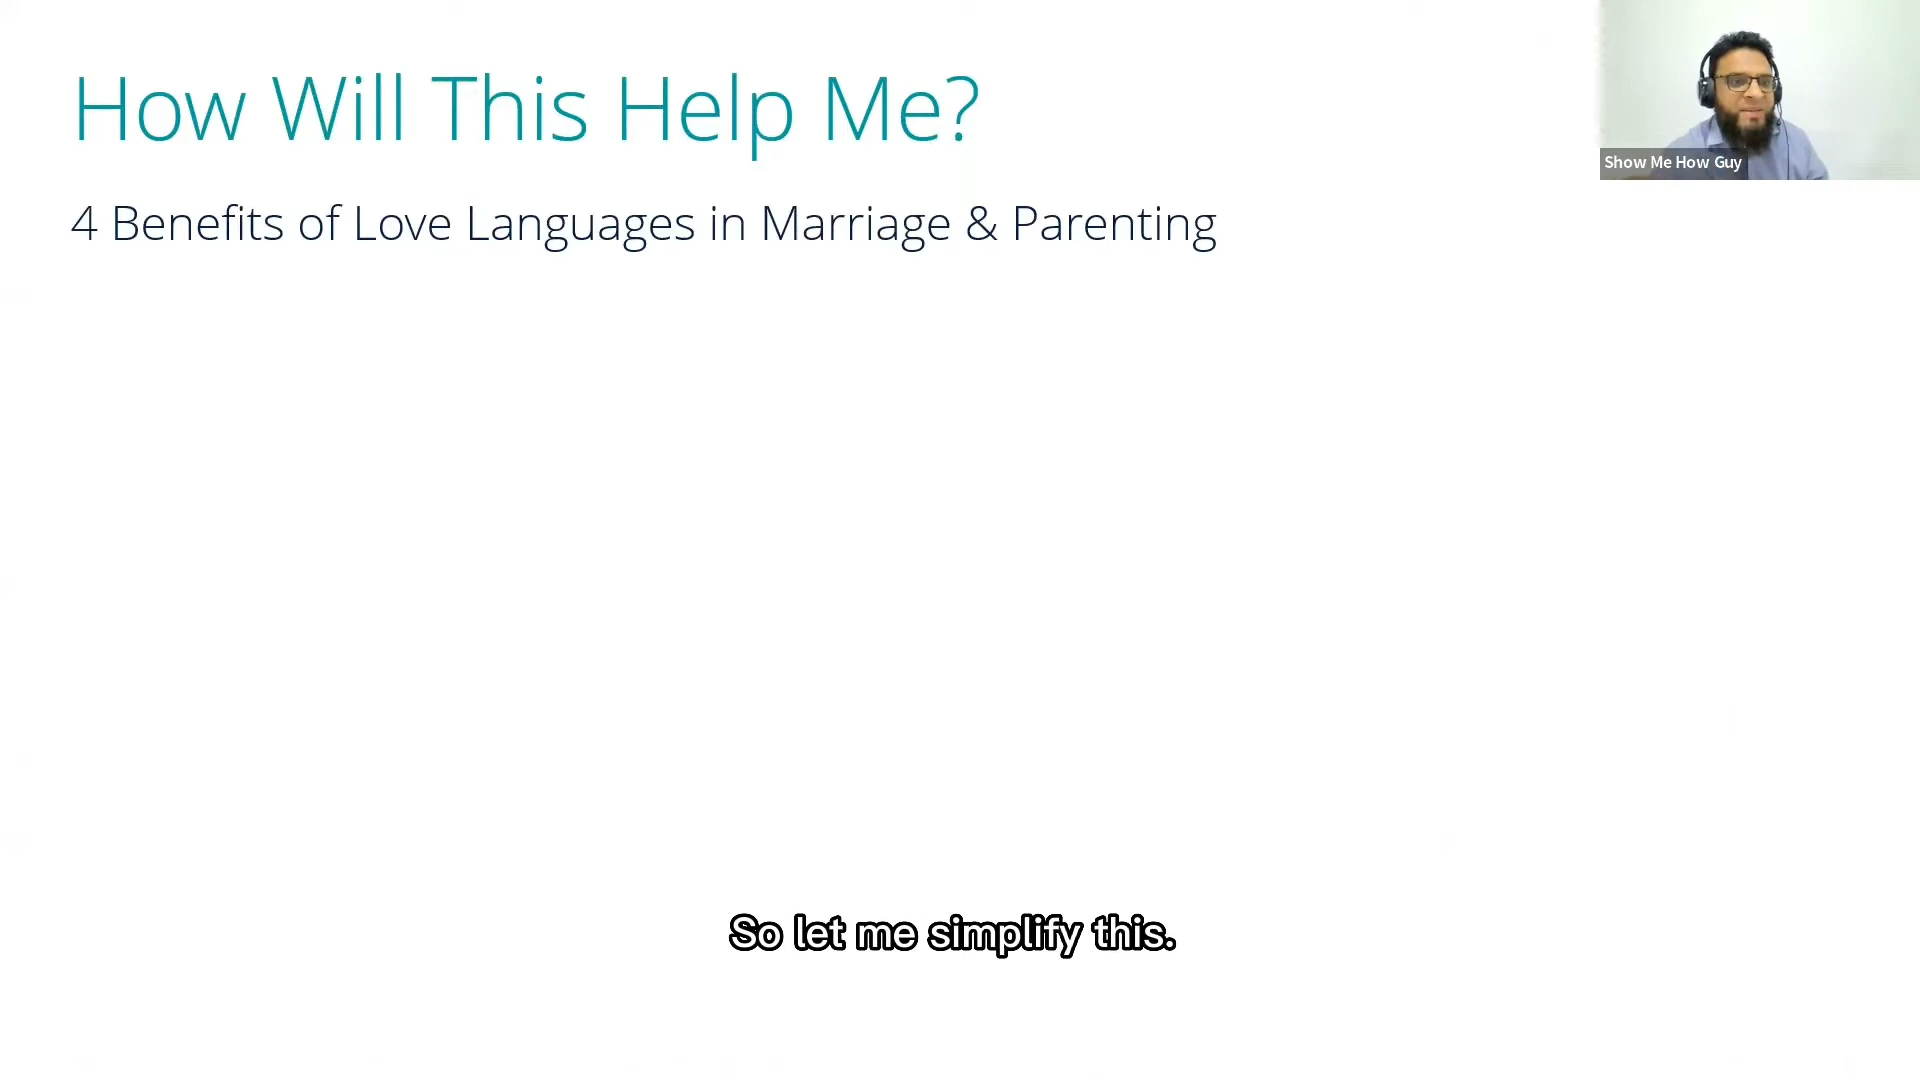 How Will This Help Me?
4 Benefits of Love Languages in Marriage & Parenting
Show Me How Guy
So let me simplify this.